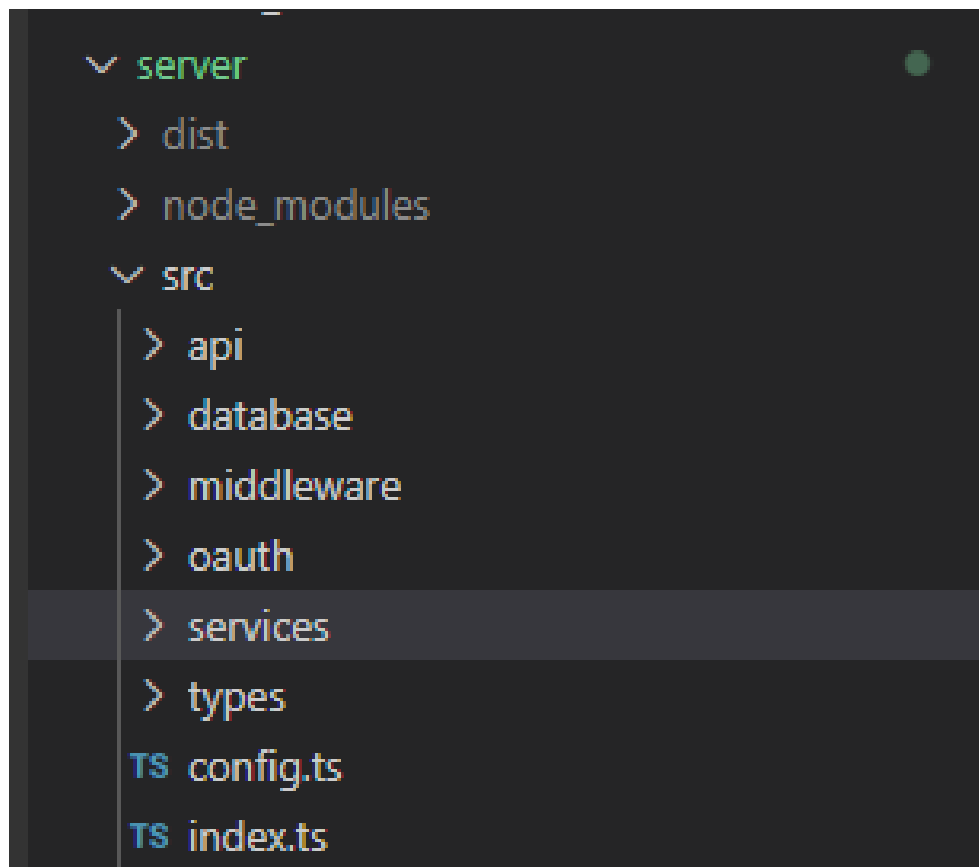 server
dist
node_modules
src
api
database
middleware
oauth
services
types
TS config.ts
TS index.ts